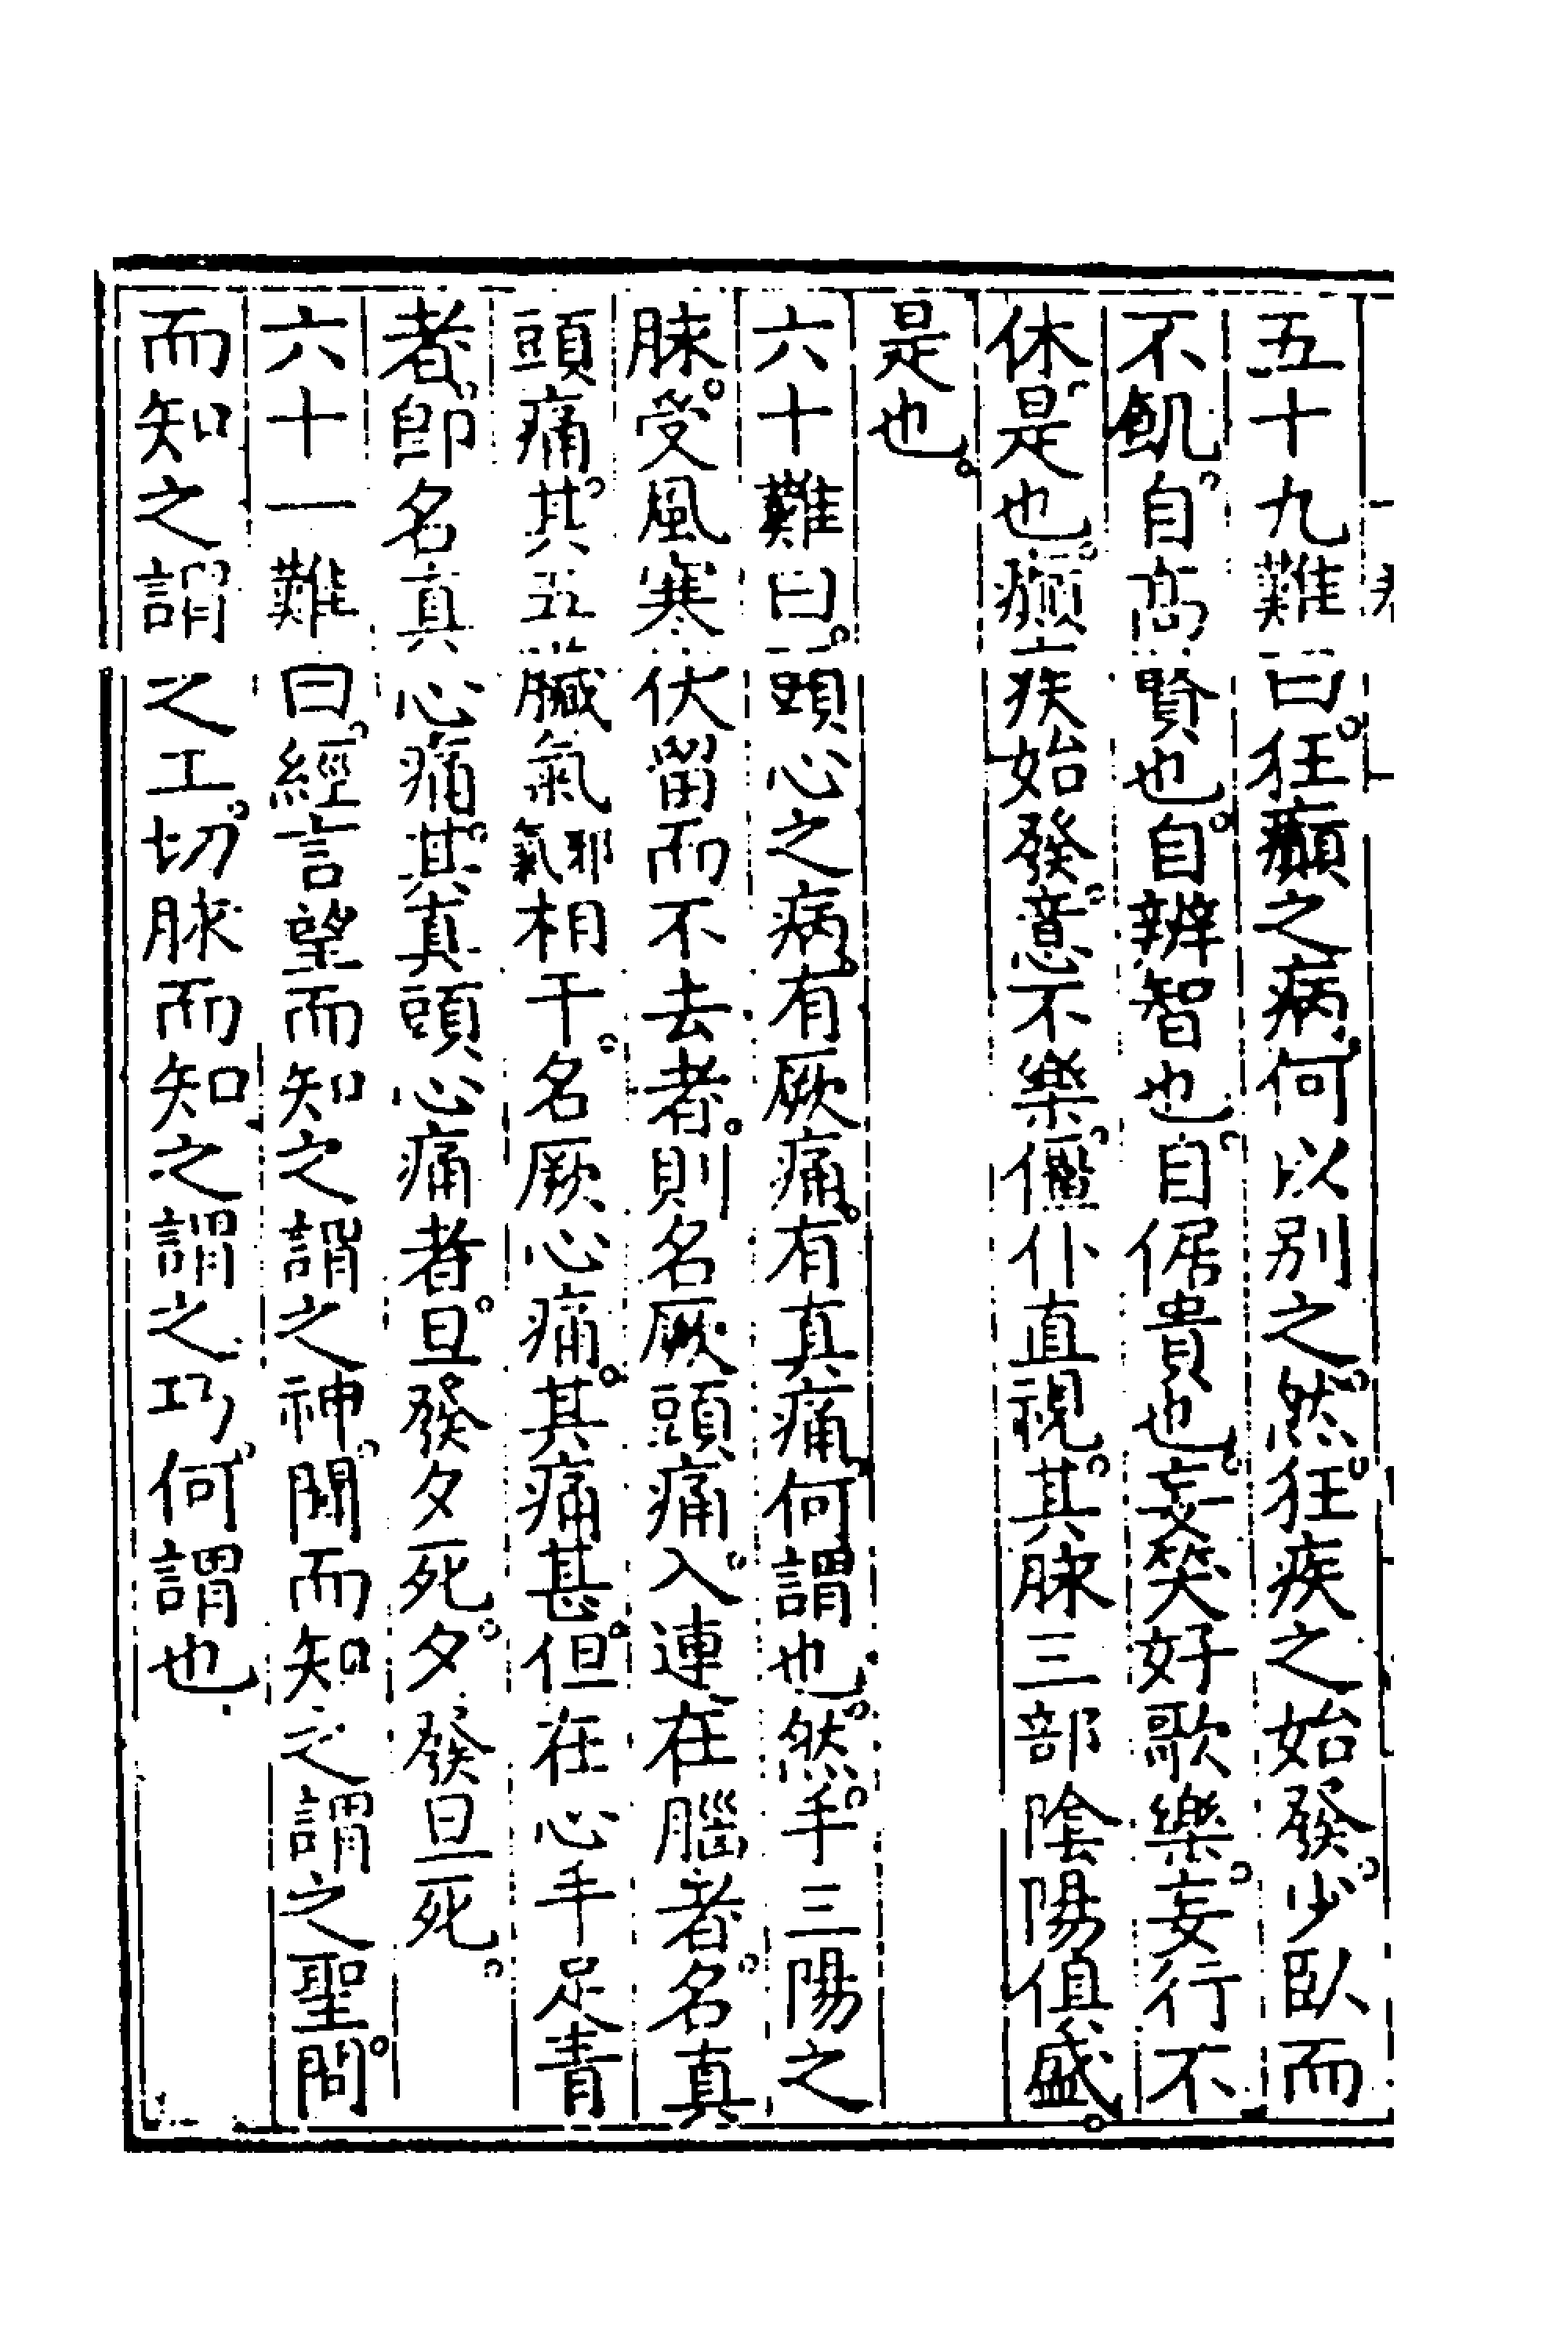 五十九難曰。狂癲之病。何以別之。然。狂疾之始發。少臥而
不飢。自高賢也。自辨智也。自倨貴也。妄笑好歌樂。妄行不
休。是也。癲疾始發。意不樂。僵仆直視。其脉三部陰陽俱盛。
是也。
六十難曰。頭心之病。有厥痛。有真痛。何謂也。然。手三陽之
脉。受風寒伏留而不去者。則名厥頭痛。入連在腦者。名真
頭痛。其五臟氣邪氣相干。名厥心痛。其痛甚。但在心手足青
者。即名真心痛。其真頭心痛者。旦發夕死。夕發旦死。
六十一難曰。經言望而知之謂之神。聞而知之謂之聖。問
而知之謂之工。切脉而知之謂之巧。何謂也